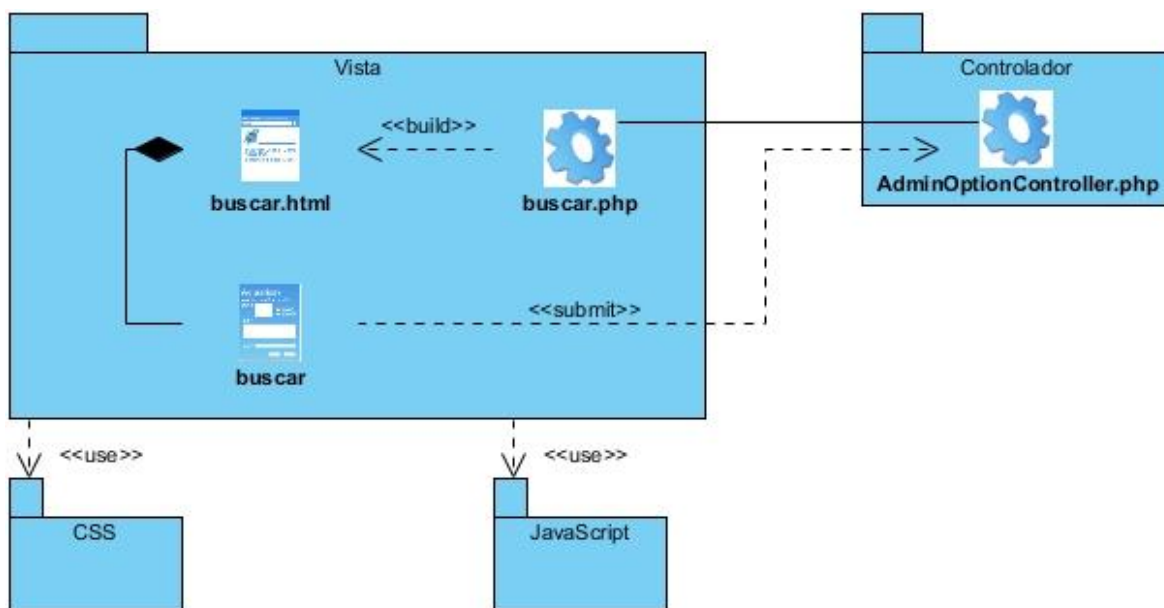 Vista
Controlador
<<build>>
buscar.html
buscar.php
AdminOptionController.php
<<submit>>
buscar
<<use>>
<<use>>
CSS
JavaScript